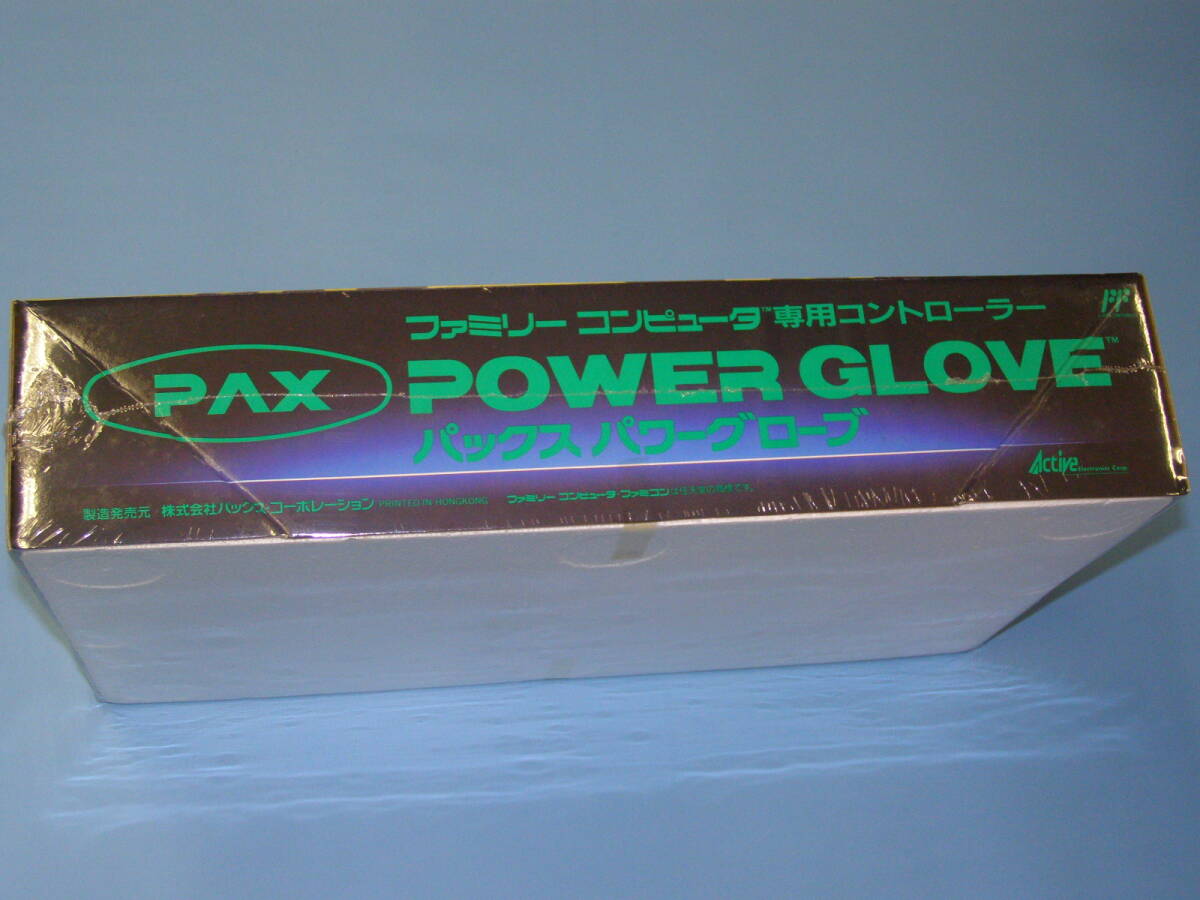 ファミリー コンピュータ™専用コントローラー
PAX
POWER GLOVE™
パックス パワーグローブ
Active
Electronics Corp.
製造発売元 株式会社パックス・コーポレーション PRINTED IN HONGKONG
ファミリー コンピュータ・ファミコンは任天堂の商標です。